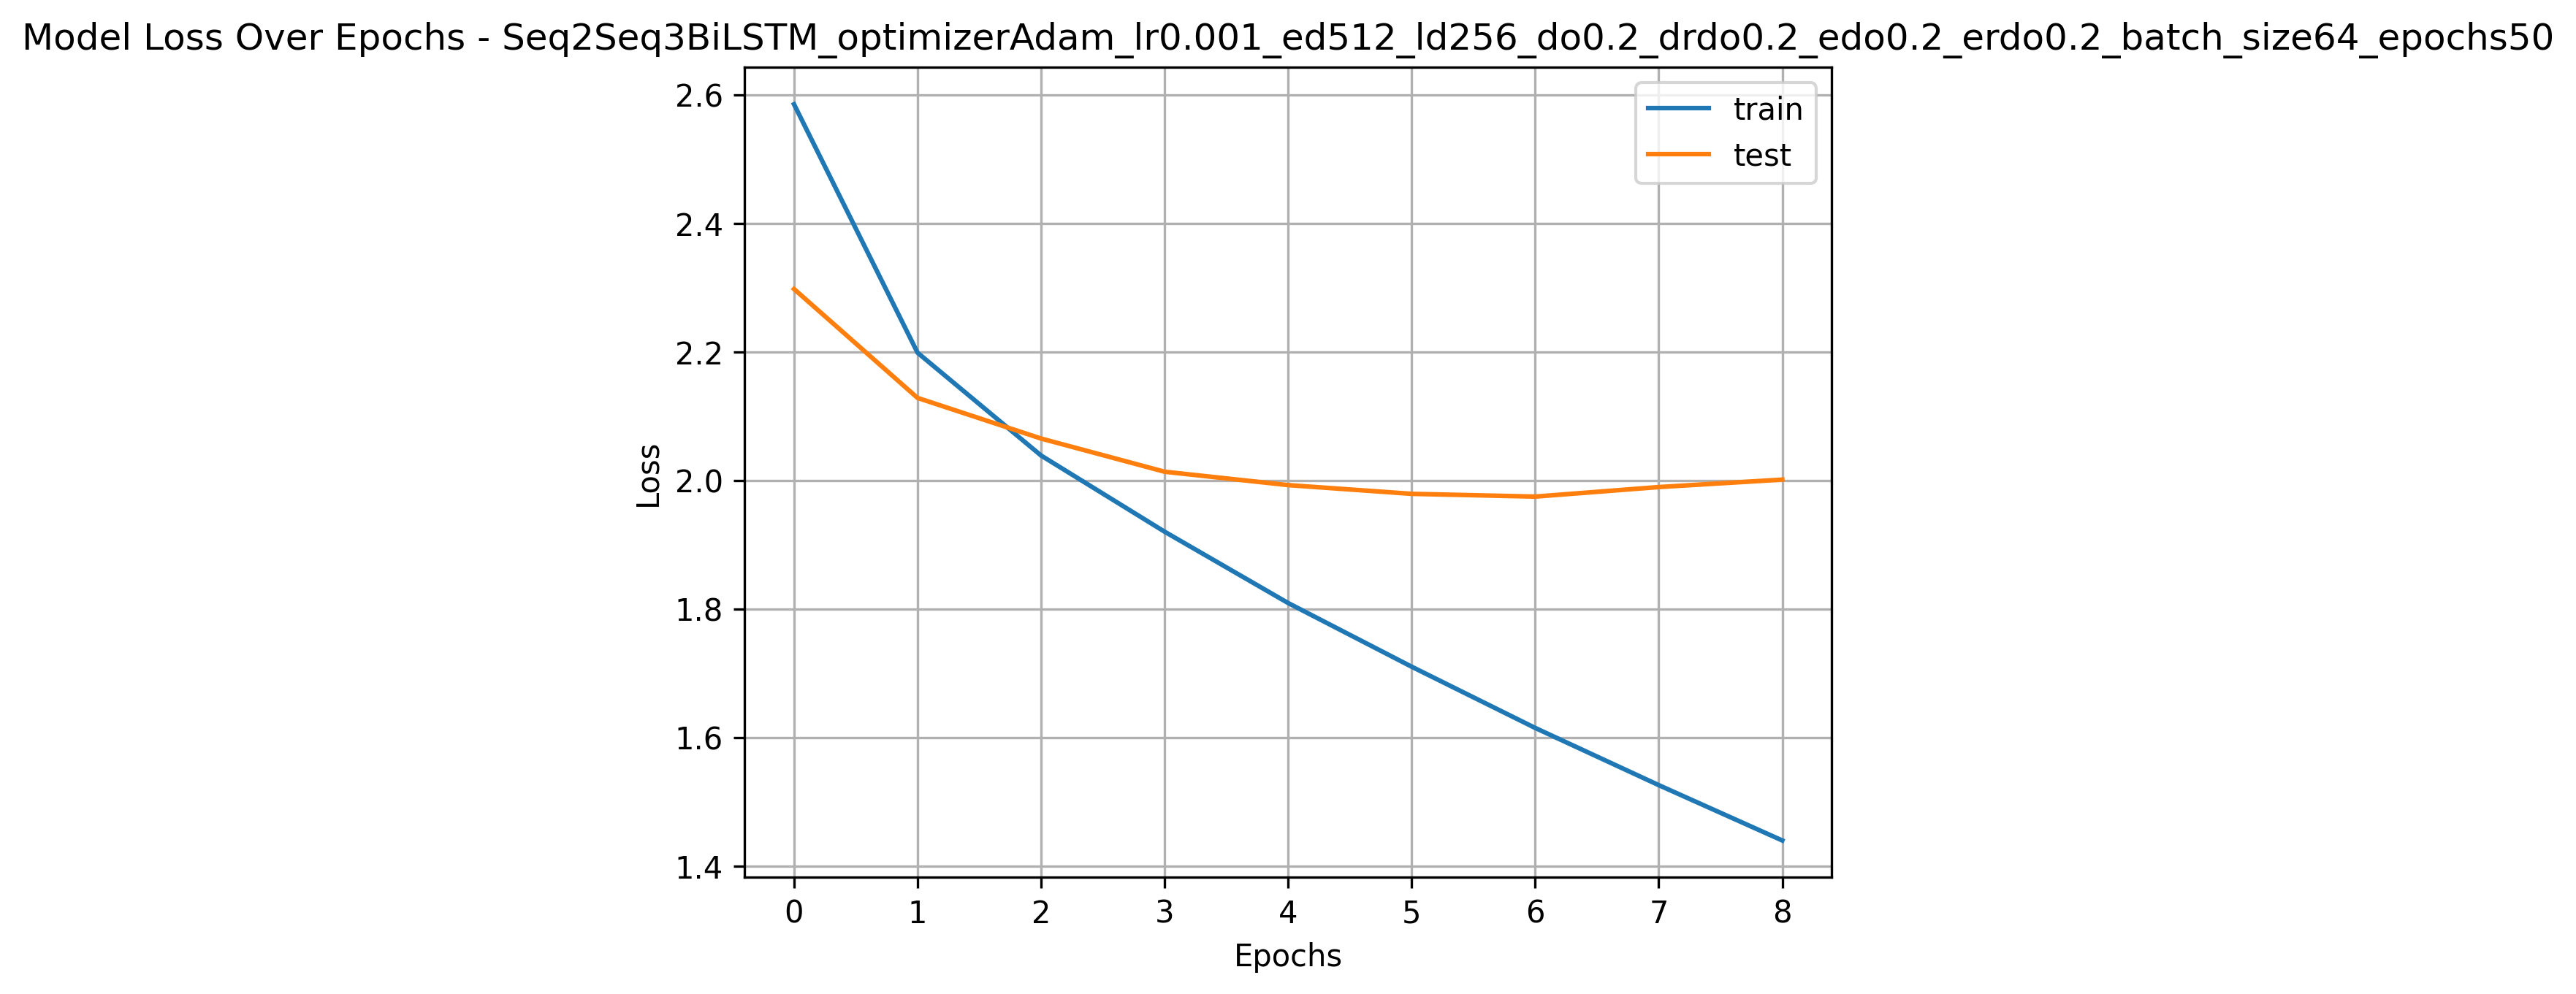 Model Loss Over Epochs - Seq2Seq3BiLSTM_optimizerAdam_lr0.001_ed512_ld256_do0.2_drdo0.2_edo0.2_erdo0.2_batch_size64_epochs50
train
test
2.6
2.4
2.2
2.0
1.8
1.6
1.4
Loss
0 1 2 3 4 5 6 7 8
Epochs